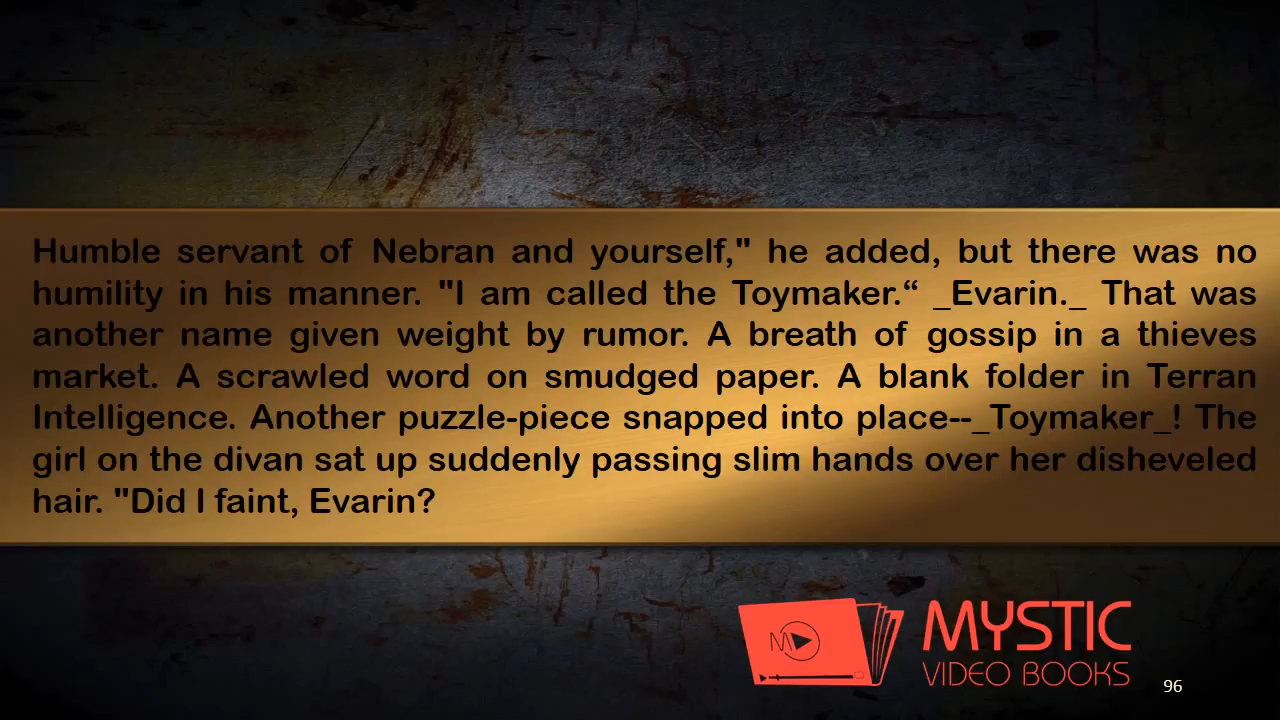 Humble servant of Nebran and yourself," he added, but there was no
humility in his manner. "I am called the Toymaker.“ _Evarin._ That was
another name given weight by rumor. A breath of gossip in a thieves
market. A scrawled word on smudged paper. A blank folder in Terran
Intelligence. Another puzzle-piece snapped into place--_Toymaker_! The
girl on the divan sat up suddenly passing slim hands over her disheveled
hair. "Did I faint, Evarin?
MYSTIC
VIDEO BOOKS
96